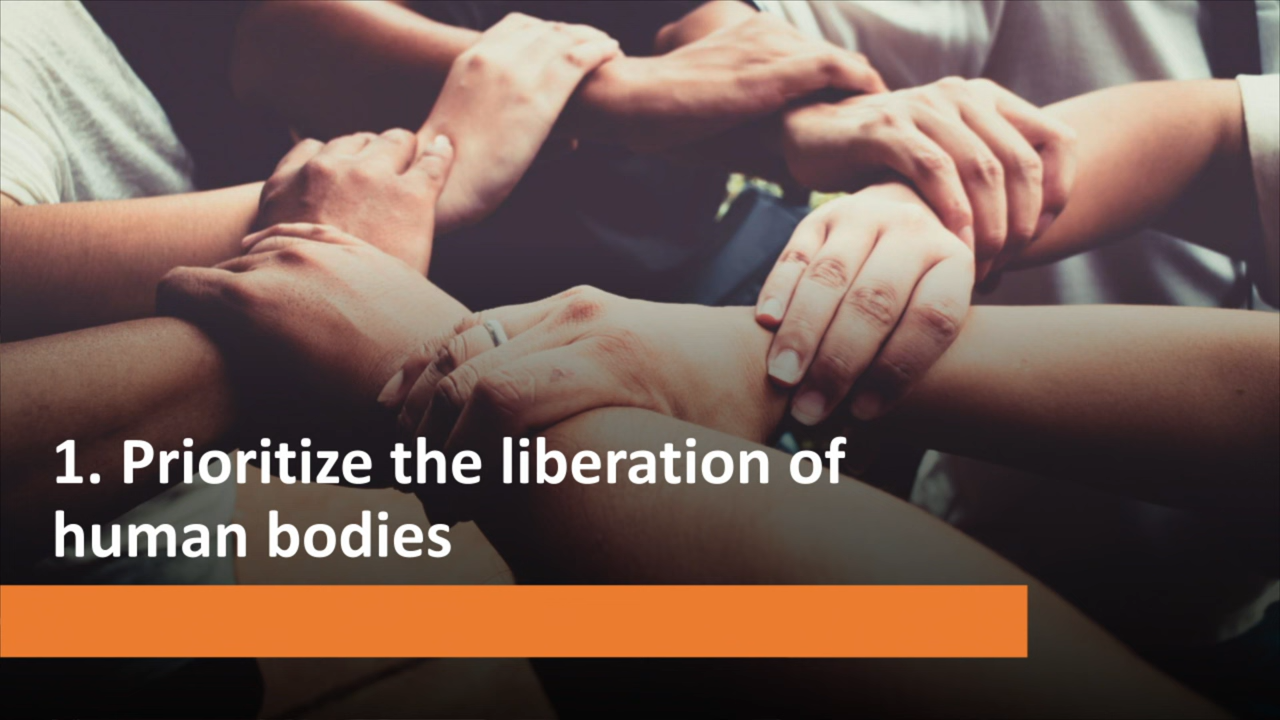 1. Prioritize the liberation of
human bodies